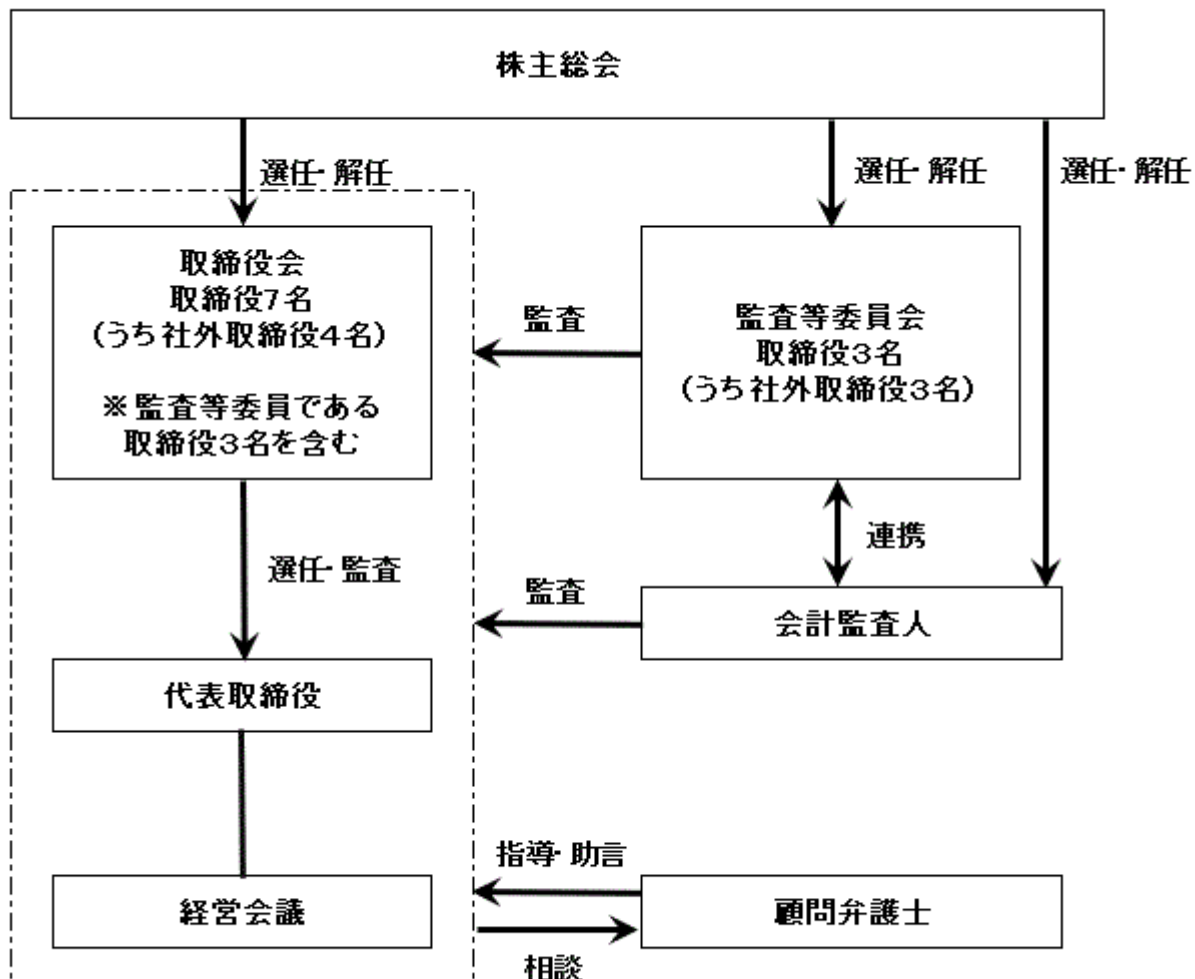 株主総会
選任・解任
選任・解任
選任・解任
取締役会
取締役7名
(うち社外取締役4名)
※監査等委員である
取締役3名を含む
監査
監査等委員会
取締役3名
(うち社外取締役3名)
連携
選任・監査
監査
会計監査人
代表取締役
指導・助言
経営会議
顧問弁護士
相談